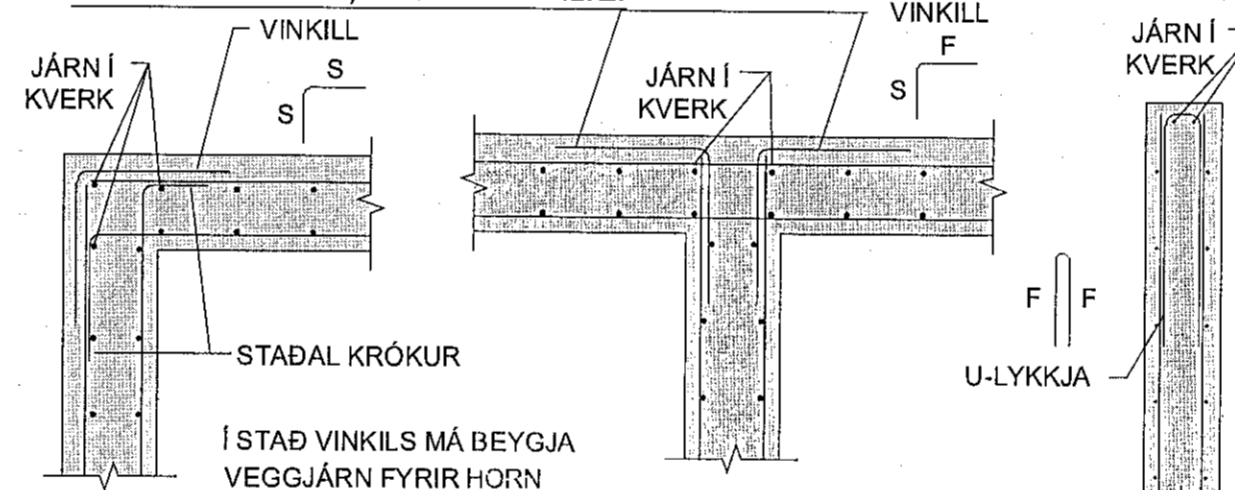 VINKILL
S
S
JÁRN Í
KVERK
STAÐAL KRÓKUR
Í STAÐ VINKILS MÁ BEYGJA
VEGGJÁRN FYRIR HORN
VINKILL
F
S
JÁRN Í
KVERK
F F
U-LYKKJA
JÁRN Í
KVERK